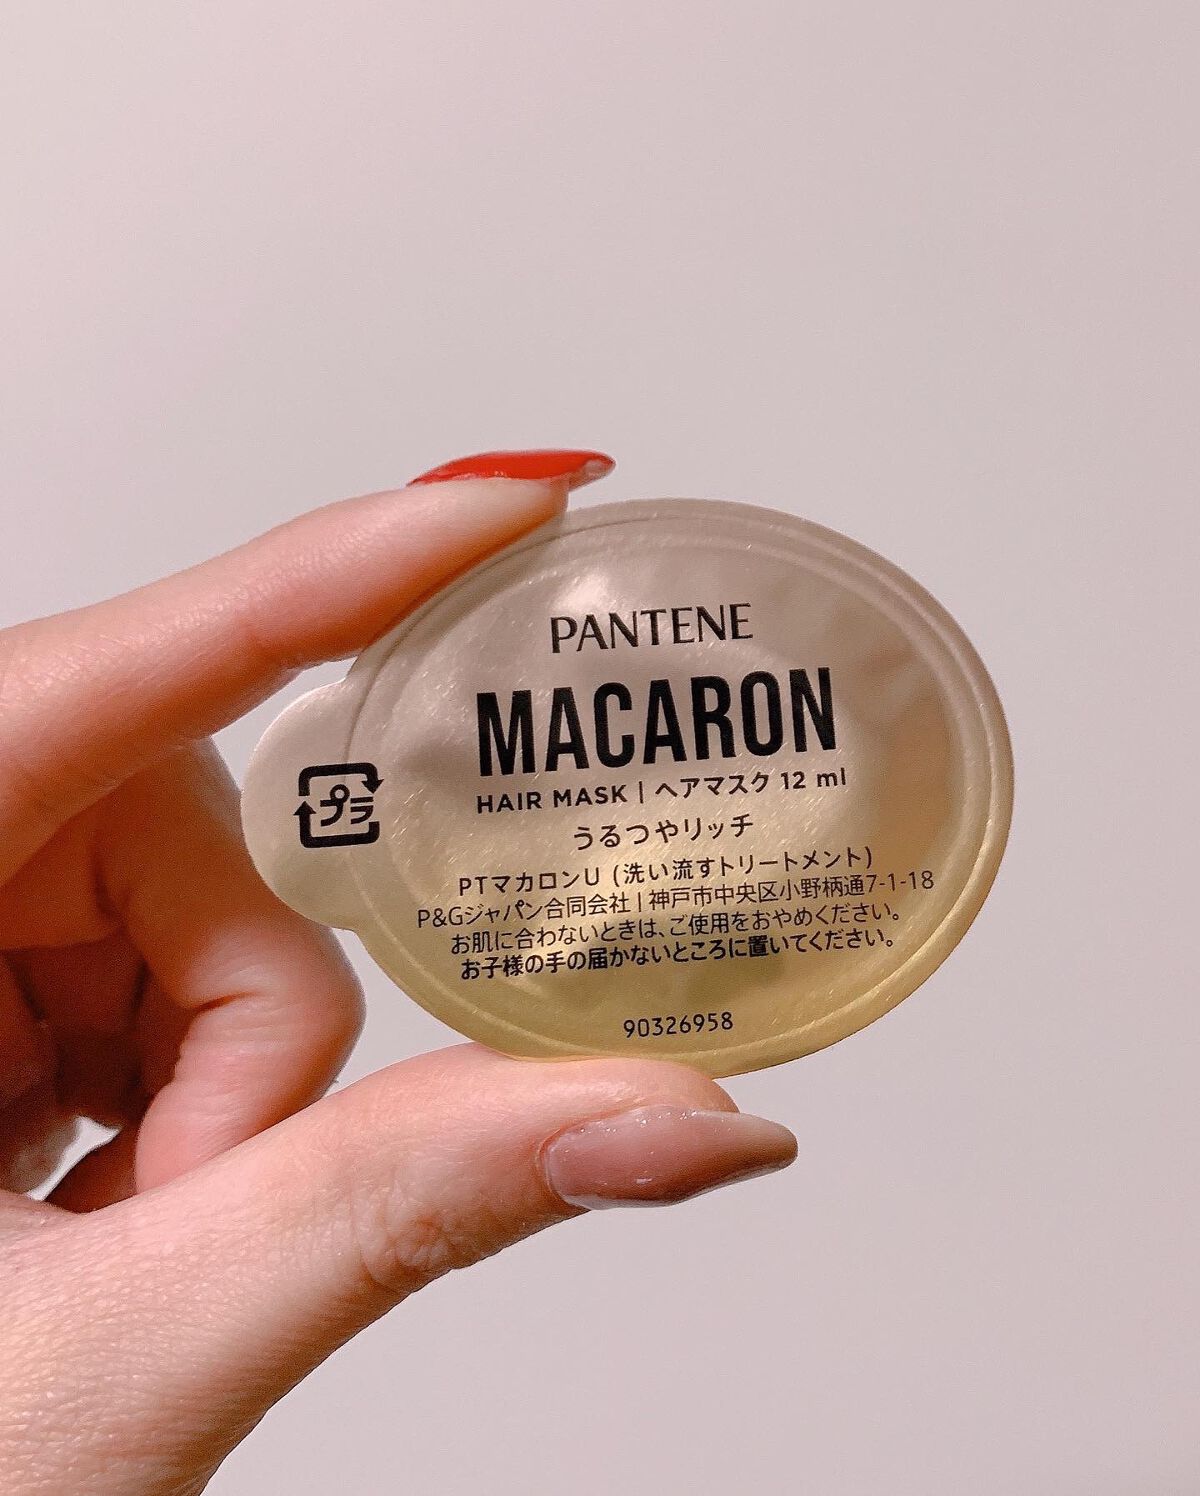 PANTENE
MACARON
HAIR MASK | ヘアマスク 12 ml
うるつやリッチ
プラ
PTマカロンU (洗い流すトリートメント)
P&Gジャパン合同会社 | 神戸市中央区小野柄通7-1-18
お肌に合わないときは、ご使用をおやめください。
お子様の手の届かないところに置いてください。
90326958